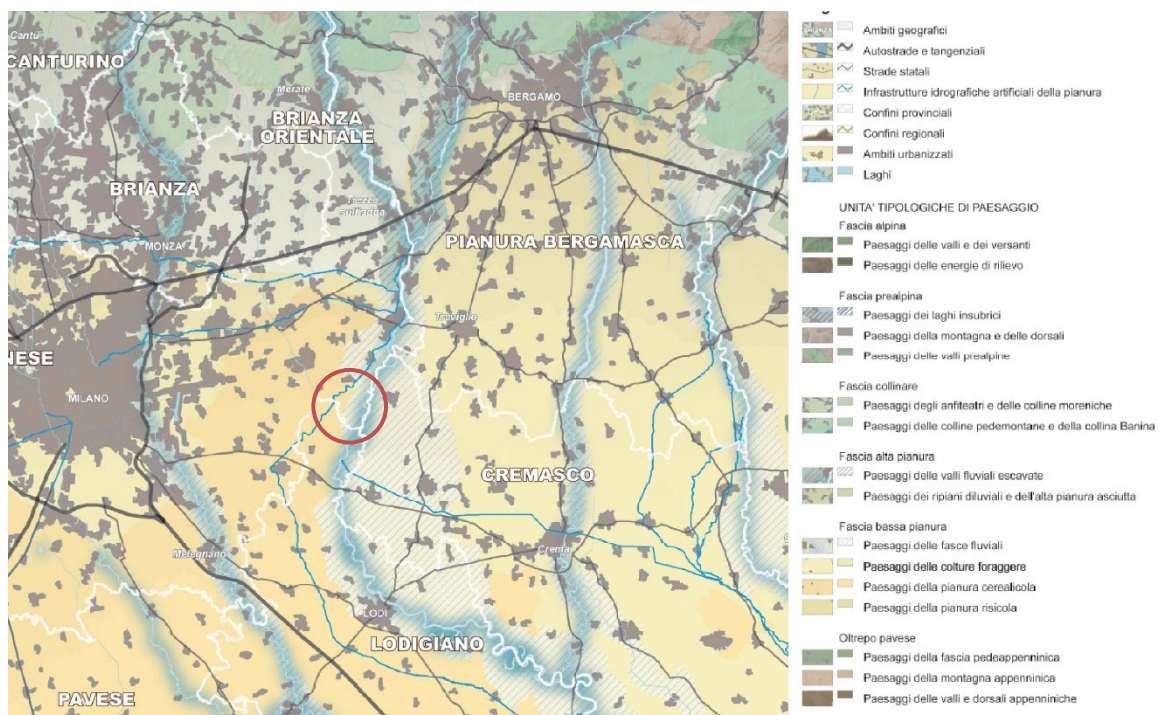 Cantù
CANTURINO
Merate
BERGAMO
BRIANZA
ORIENTALE
BRIANZA
Trezzo
sull'Adda
MONZA
PIANURA BERGAMASCA
Treviglio
NESE
MILANO
CREMASCO
Melegnano
Crema
LODI
LODIGIANO
PAVESE
Ambiti geografici
Autostrade e tangenziali
Strade statali
Infrastrutture idrografiche artificiali della pianura
Confini provinciali
Confini regionali
Ambiti urbanizzati
Laghi
UNITA' TIPOLOGICHE DI PAESAGGIO
Fascia alpina
Paesaggi delle valli e dei versanti
Paesaggi delle energie di rilievo
Fascia prealpina
Paesaggi dei laghi insubrici
Paesaggi della montagna e delle dorsali
Paesaggi delle valli prealpine
Fascia collinare
Paesaggi degli anfiteatri e delle colline moreniche
Paesaggi delle colline pedemontane e della collina Banina
Fascia alta pianura
Paesaggi delle valli fluviali escavate
Paesaggi dei ripiani diluviali e dell'alta pianura asciutta
Fascia bassa pianura
Paesaggi delle fasce fluviali
Paesaggi delle colture foraggere
Paesaggi della pianura cerealicola
Paesaggi della pianura risicola
Oltrepo pavese
Paesaggi della fascia pedeappenninica
Paesaggi della montagna appenninica
Paesaggi delle valli e dorsali appenniniche